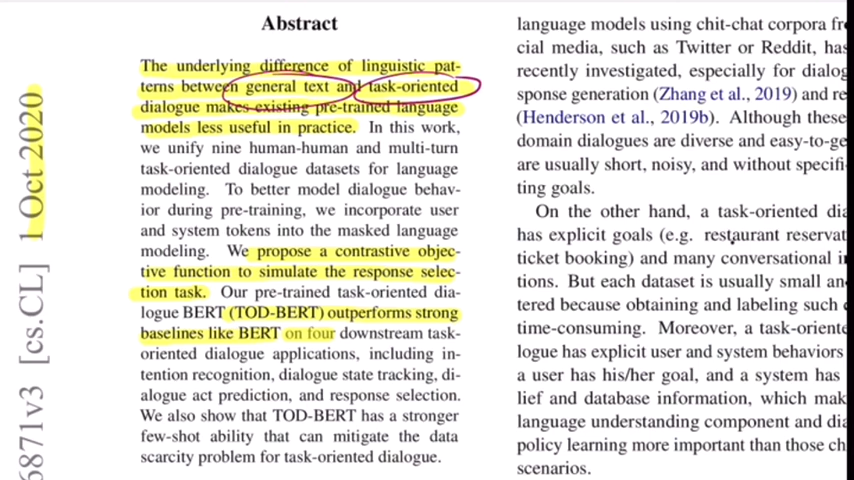 Abstract
The underlying difference of linguistic pat-
terns between general text and task-oriented
dialogue makes existing pre-trained language
models less useful in practice. In this work,
we unify nine human-human and multi-turn
task-oriented dialogue datasets for language
modeling. To better model dialogue behav-
ior during pre-training, we incorporate user
and system tokens into the masked language
modeling. We propose a contrastive objec-
tive function to simulate the response selec-
tion task. Our pre-trained task-oriented dia-
logue BERT (TOD-BERT) outperforms strong
baselines like BERT on four downstream task-
oriented dialogue applications, including in-
tention recognition, dialogue state tracking, di-
alogue act prediction, and response selection.
We also show that TOD-BERT has a stronger
few-shot ability that can mitigate the data
scarcity problem for task-oriented dialogue.
language models using chit-chat corpora fr
cial media, such as Twitter or Reddit, has
recently investigated, especially for dialog
sponse generation (Zhang et al., 2019) and re
(Henderson et al., 2019b). Although these
domain dialogues are diverse and easy-to-ge
are usually short, noisy, and without specifi
ting goals.
On the other hand, a task-oriented dia
has explicit goals (e.g. restaurant reservat
ticket booking) and many conversational i
tions. But each dataset is usually small an
tered because obtaining and labeling such
time-consuming. Moreover, a task-oriente
logue has explicit user and system behaviors
a user has his/her goal, and a system has
lief and database information, which mak
language understanding component and dia
policy learning more important than those ch
scenarios.
6871v3 [cs.CL] 1 Oct 2020